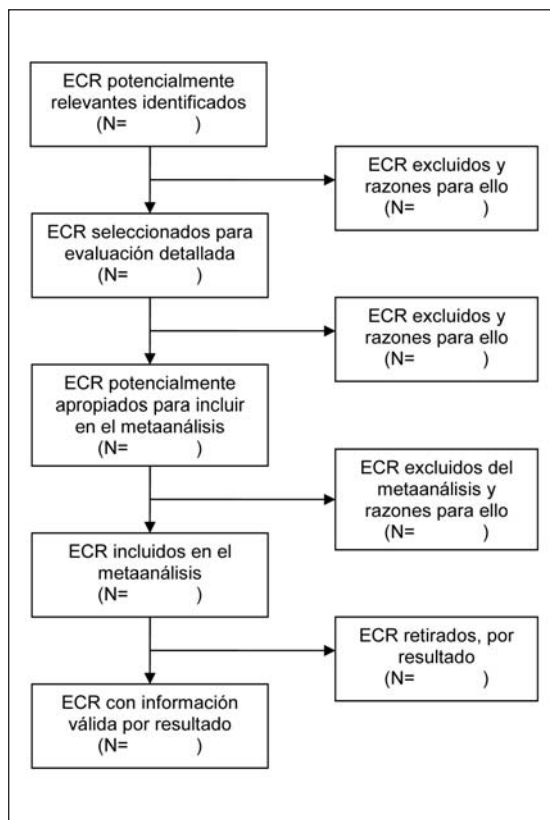 ECR potencialmente
relevantes identificados
(N= )
ECR excluidos y
razones para ello
(N= )
ECR seleccionados para
evaluación detallada
(N= )
ECR excluidos y
razones para ello
(N= )
ECR potencialmente
apropiados para incluir
en el metaanálisis
(N= )
ECR excluidos del
metaanálisis y
razones para ello
(N= )
ECR incluidos en el
metaanálisis
(N= )
ECR retirados, por
resultado
(N= )
ECR con información
válida por resultado
(N= )